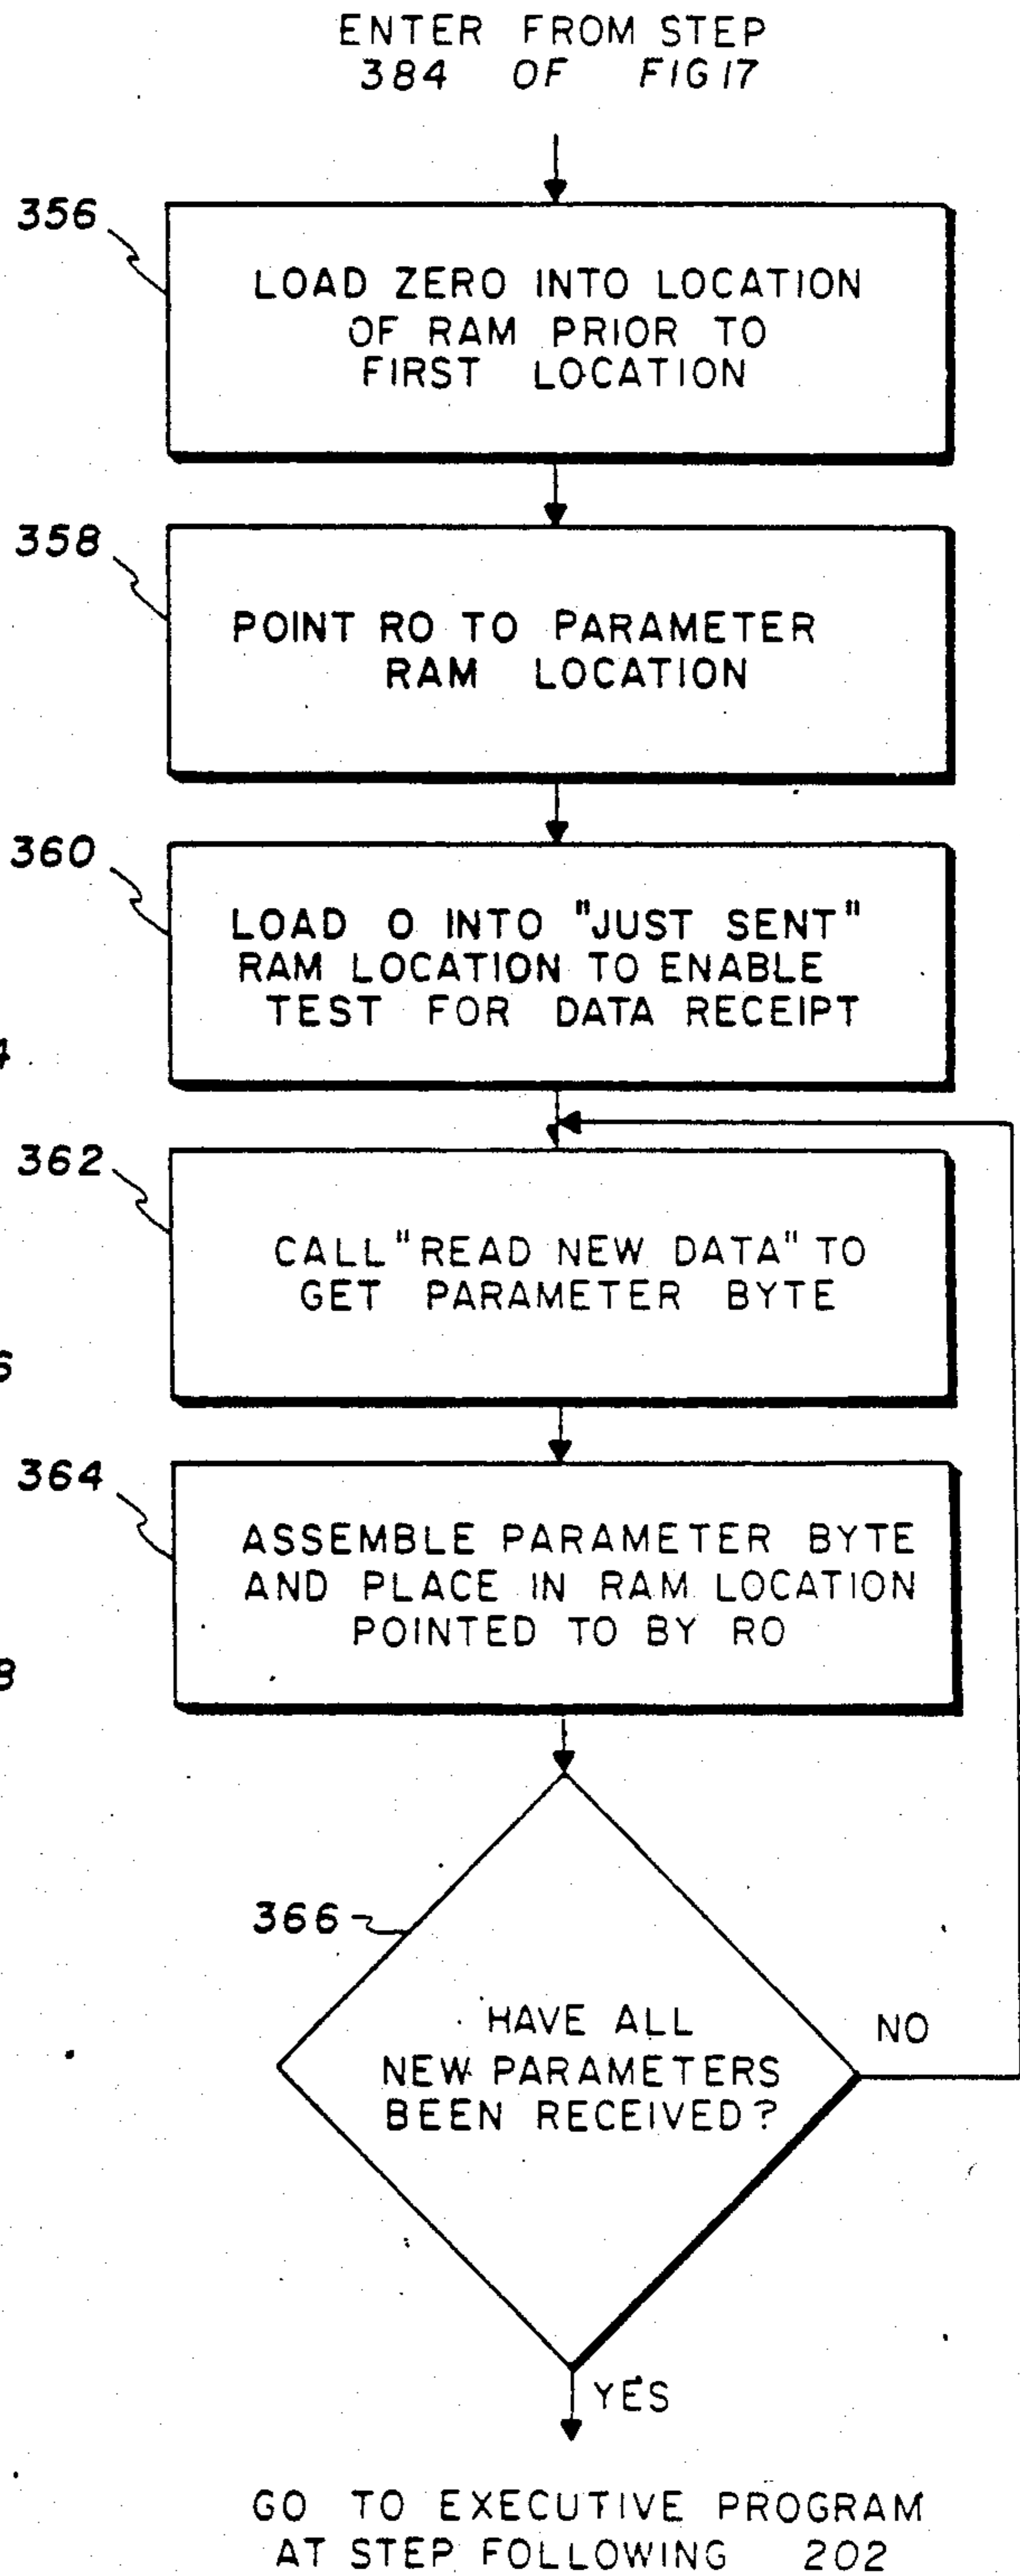 ENTER FROM STEP
384 OF FIG 17
356
LOAD ZERO INTO LOCATION
OF RAM PRIOR TO
FIRST LOCATION
358
POINT RO TO PARAMETER
RAM LOCATION
360
LOAD 0 INTO "JUST SENT"
RAM LOCATION TO ENABLE
TEST FOR DATA RECEIPT
4
362
CALL "READ NEW DATA" TO
GET PARAMETER BYTE
6
364
ASSEMBLE PARAMETER BYTE
AND PLACE IN RAM LOCATION
POINTED TO BY RO
8
366
HAVE ALL
NEW PARAMETERS
BEEN RECEIVED?
NO
YES
GO TO EXECUTIVE PROGRAM
AT STEP FOLLOWING 202